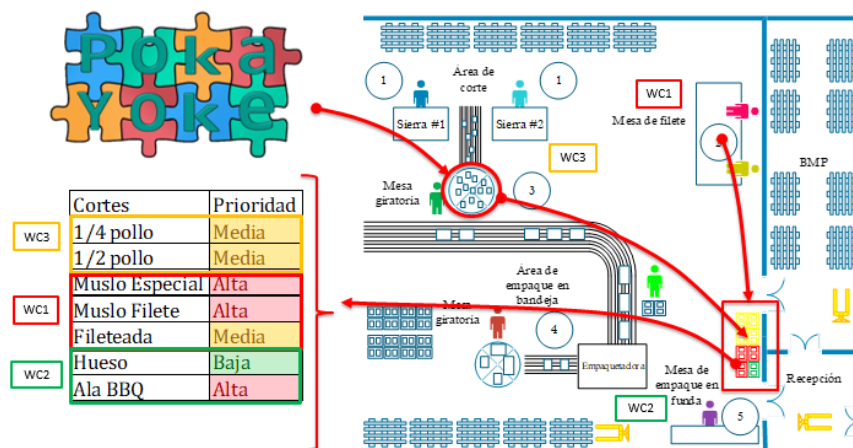 Poka
Yoke
Cortes Prioridad
WC3
1/4 pollo Media
1/2 pollo Media
WC1
Muslo Especial Alta
Muslo Filete Alta
Fileteada Media
WC2
Hueso Baja
Ala BBQ Alta
1
Área de
corte
1
Sierra #1
Sierra #2
WC1
Mesa de filete
2
BMP
WC3
Mesa
giratoria
3
Área de
empaque en
bandeja
Mesa
giratoria
4
Empaquetadora
Recepción
Mesa de
empaque en
funda
WC2
5